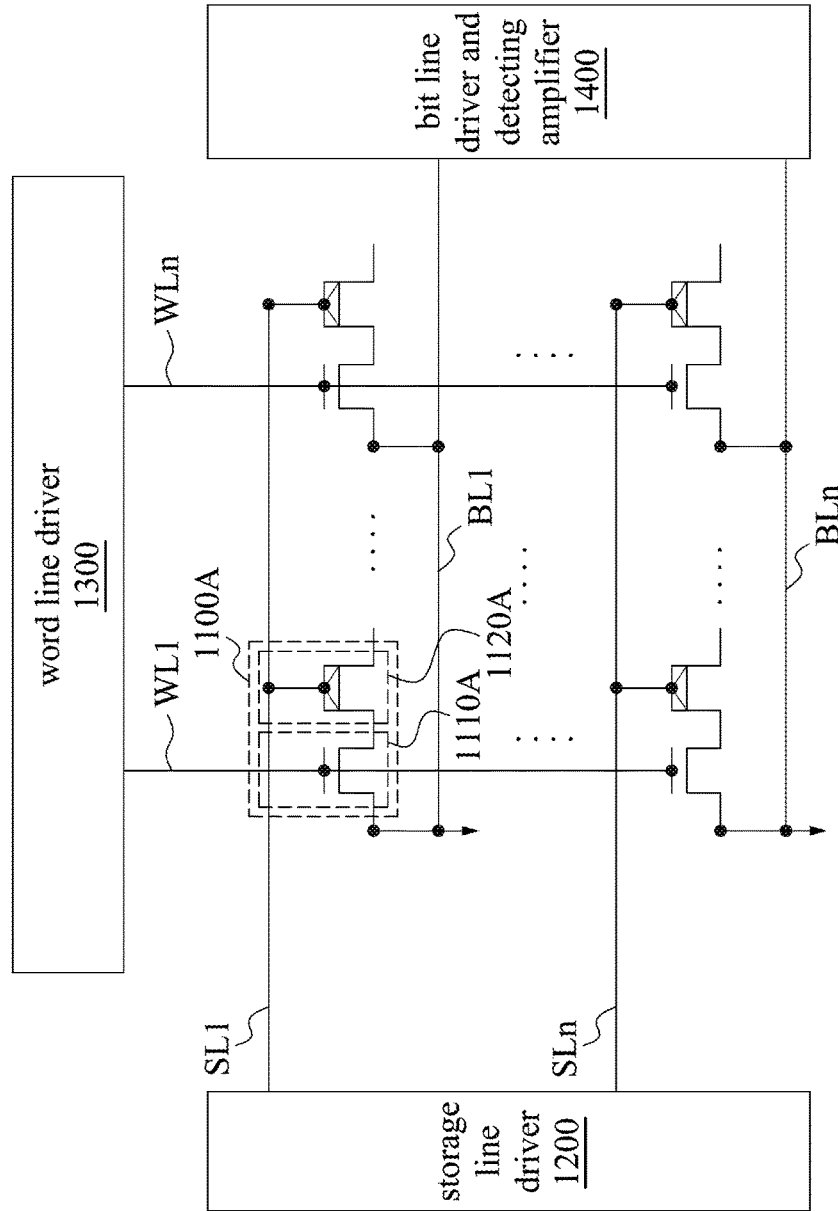 word line driver
1300
WL1
WLn
1100A
SL1
1110A
1120A
BL1
SLn
BLn
storage
line
driver
1200
bit line
driver and
detecting
amplifier
1400